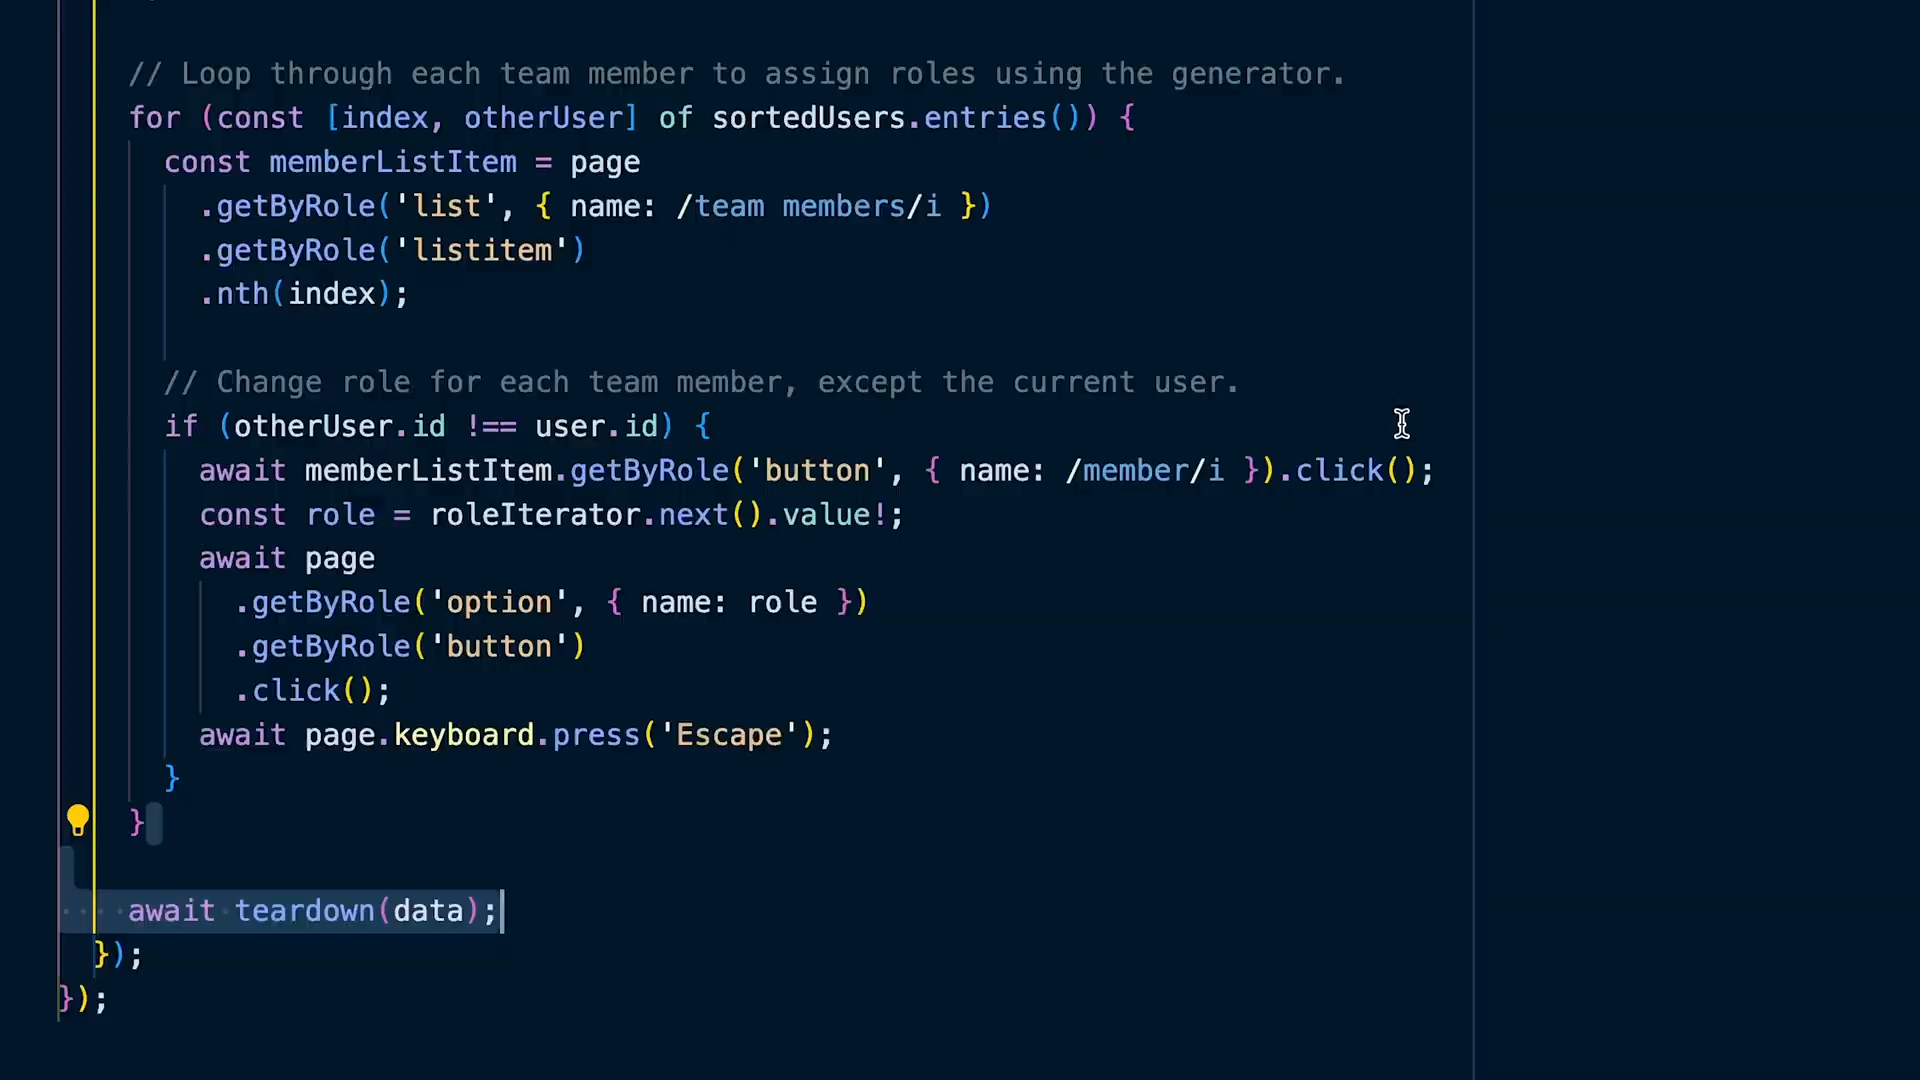 // Loop through each team member to assign roles using the generator.
for (const [index, otherUser] of sortedUsers.entries()) {
const memberListItem = page
.getByRole('list', { name: /team members/i })
.getByRole('listitem')
.nth(index);
// Change role for each team member, except the current user.
if (otherUser.id !== user.id) {
await memberListItem.getByRole('button', { name: /member/i }).click();
const role = roleIterator.next().value!;
await page
.getByRole('option', { name: role })
.getByRole('button')
.click();
await page.keyboard.press('Escape');
}
}
await teardown(data);
});
});